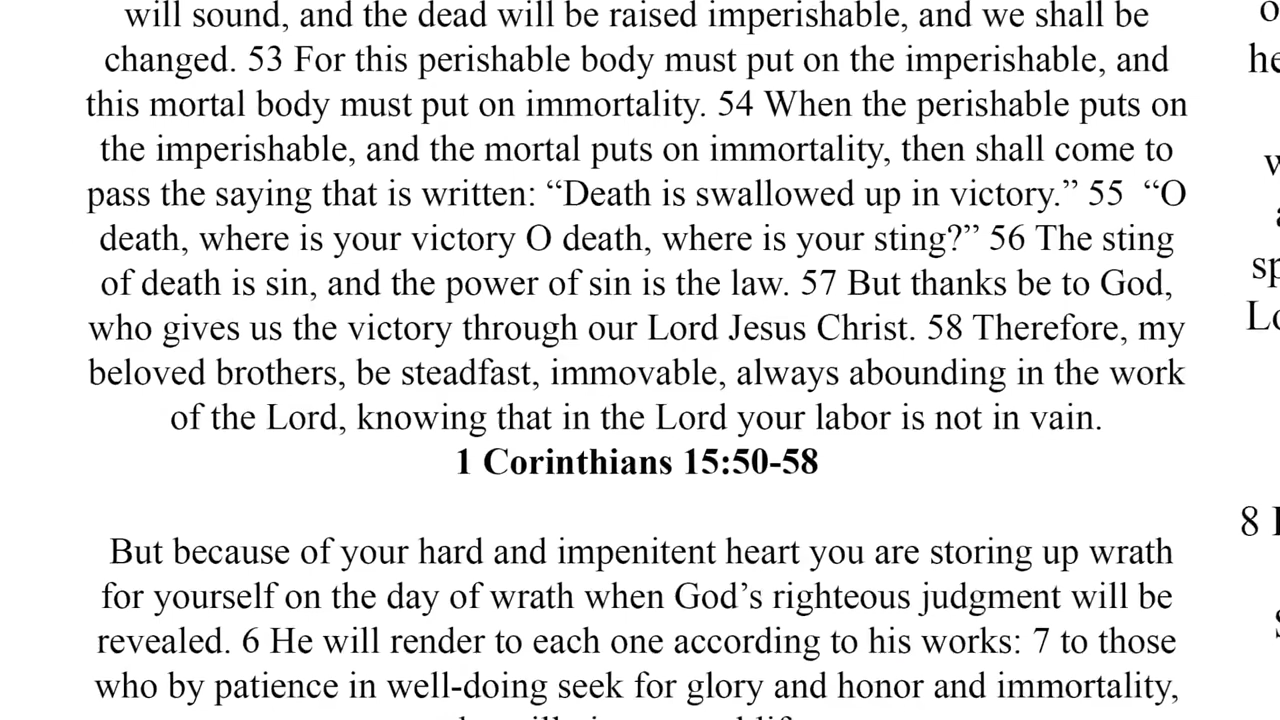 will sound, and the dead will be raised imperishable, and we shall be
changed. 53 For this perishable body must put on the imperishable, and
this mortal body must put on immortality. 54 When the perishable puts on
the imperishable, and the mortal puts on immortality, then shall come to
pass the saying that is written: “Death is swallowed up in victory.” 55  “O
death, where is your victory O death, where is your sting?” 56 The sting
of death is sin, and the power of sin is the law. 57 But thanks be to God,
who gives us the victory through our Lord Jesus Christ. 58 Therefore, my
beloved brothers, be steadfast, immovable, always abounding in the work
of the Lord, knowing that in the Lord your labor is not in vain.
1 Corinthians 15:50-58
But because of your hard and impenitent heart you are storing up wrath
for yourself on the day of wrath when God’s righteous judgment will be
revealed. 6 He will render to each one according to his works: 7 to those
who by patience in well-doing seek for glory and honor and immortality,
8